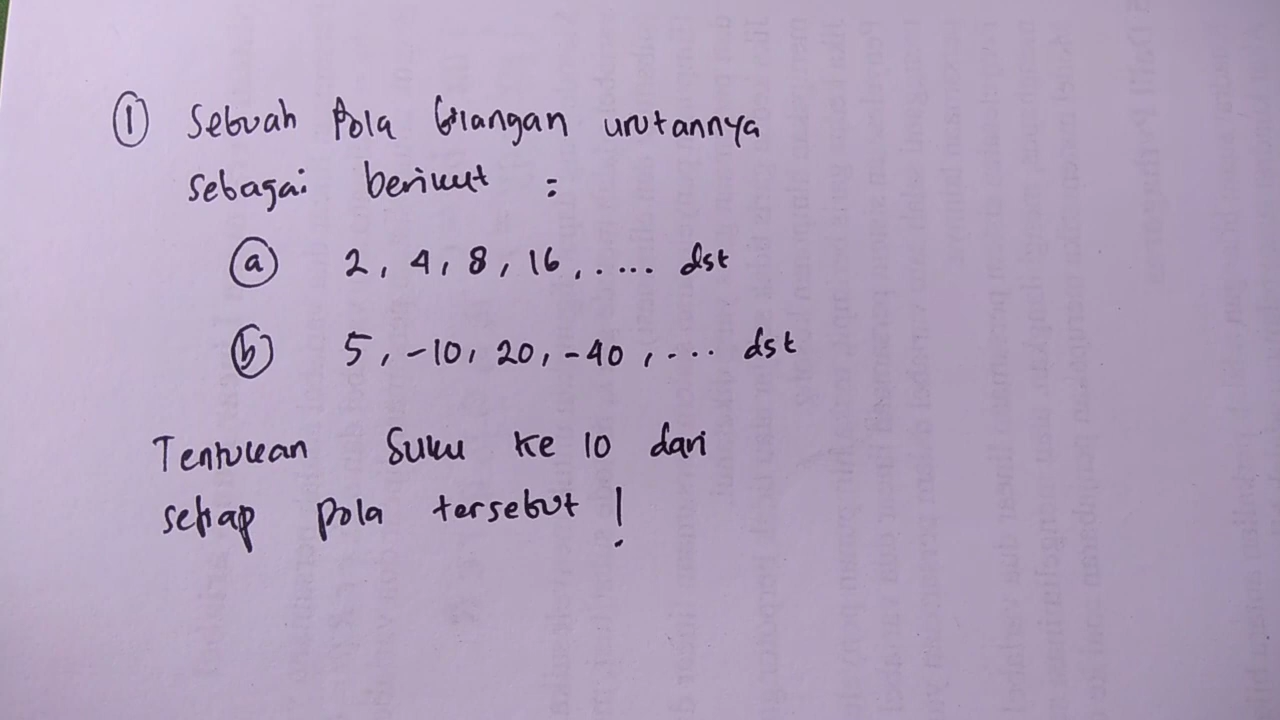 ① Sebuah Pola bilangan urutannya
sebagai berikut :
ⓐ 2, 4, 8, 16, ..... dst
ⓑ 5, -10, 20, -40, ... dst
Tentukan Suku ke 10 dari
setiap pola tersebut !